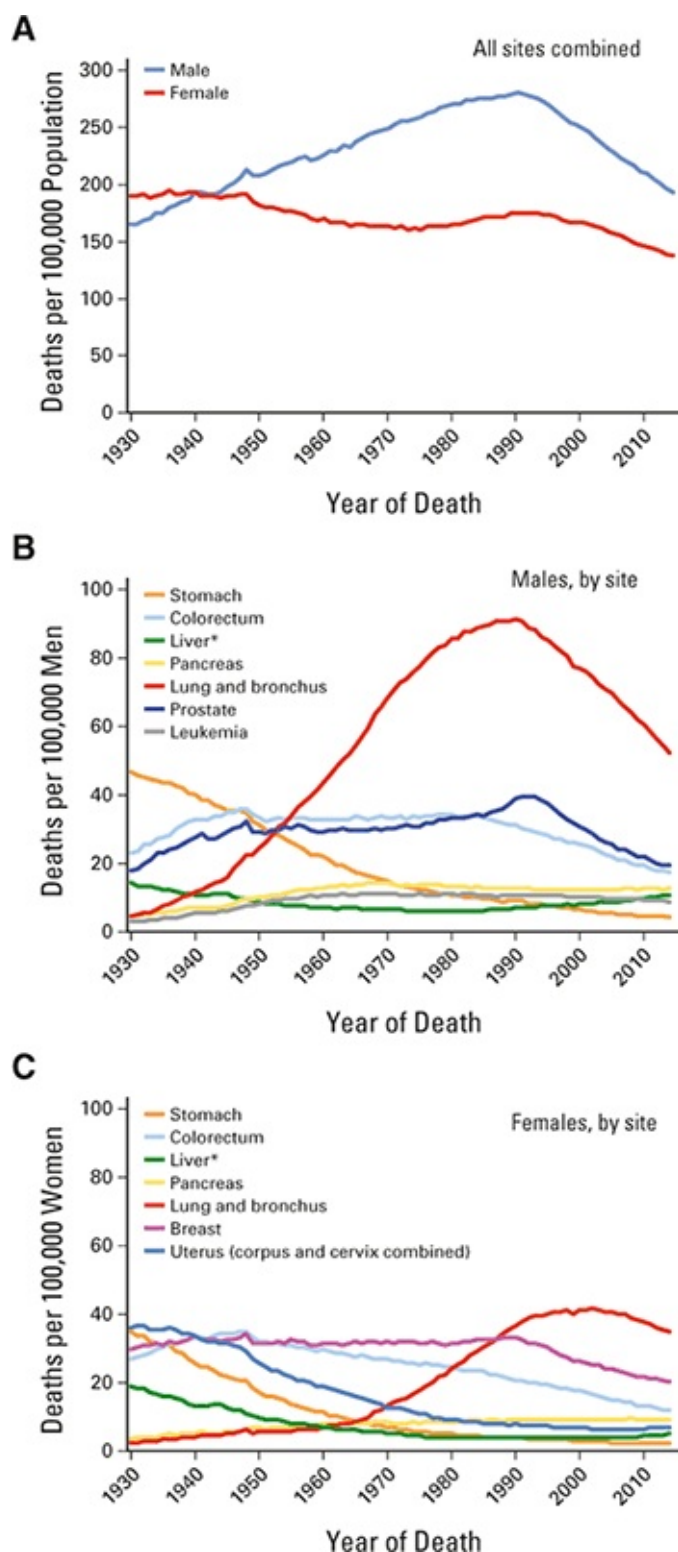 A
All sites combined
Male
Female
Deaths per 100,000 Population
300
250
200
150
100
50
0
1930
1940
1950
1960
1970
1980
1990
2000
2010
Year of Death
B
Males, by site
Stomach
Colorectum
Liver*
Pancreas
Lung and bronchus
Prostate
Leukemia
Deaths per 100,000 Men
100
80
60
40
20
0
1930
1940
1950
1960
1970
1980
1990
2000
2010
Year of Death
C
Females, by site
Stomach
Colorectum
Liver*
Pancreas
Lung and bronchus
Breast
Uterus (corpus and cervix combined)
Deaths per 100,000 Women
100
80
60
40
20
0
1930
1940
1950
1960
1970
1980
1990
2000
2010
Year of Death